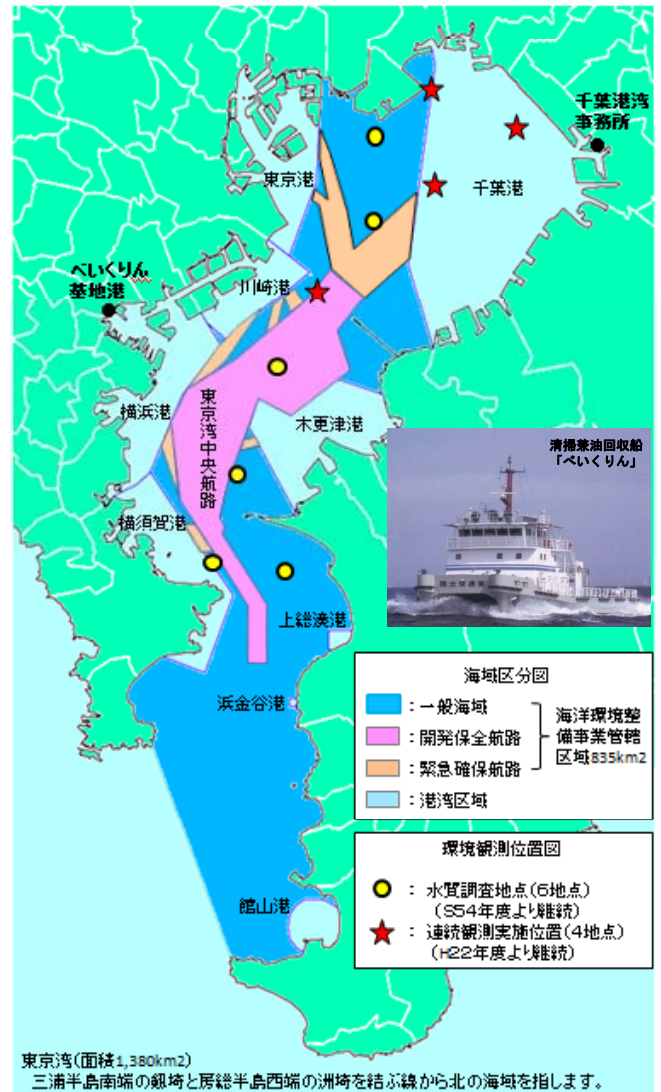 千葉港湾
事務所
東京港
千葉港
べいくりん
基地港
川崎港
横浜港
東京湾中央航路
木更津港
清掃兼油回収船
「べいくりん」
横須賀港
上総湊港
浜金谷港
海域区分図
：一般海域
：開発保全航路
：緊急確保航路
：港湾区域
海洋環境整
備事業管轄
区域835km2
環境観測位置図
：水質調査地点(6地点)
(S54年度より継続)
：連続観測実施位置(4地点)
(H22年度より継続)
館山港
東京湾(面積1,380km2)
三浦半島南端の剱埼と房総半島西端の洲埼を結ぶ線から北の海域を指します。